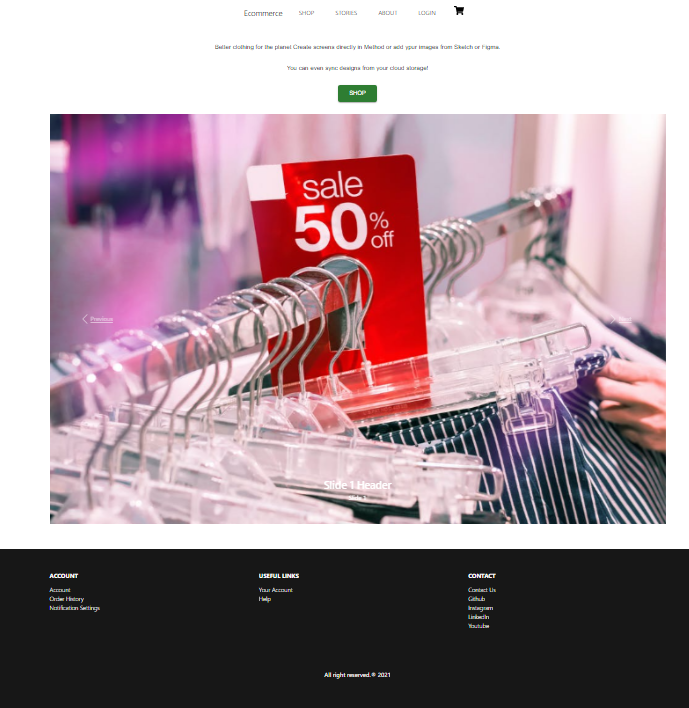 Ecommerce SHOP STORIES ABOUT LOGIN
Better clothing for the planet Create screens directly in Method or add your images from Sketch or Figma.
You can even sync designs from your cloud storage!
SHOP
sale
50% off
Previous
Slide 1 Header
ACCOUNT
Account
Order History
Notification Settings
USEFUL LINKS
Your Account
Help
CONTACT
Contact Us
Github
Instagram
LinkedIn
Youtube
All right reserved.® 2021